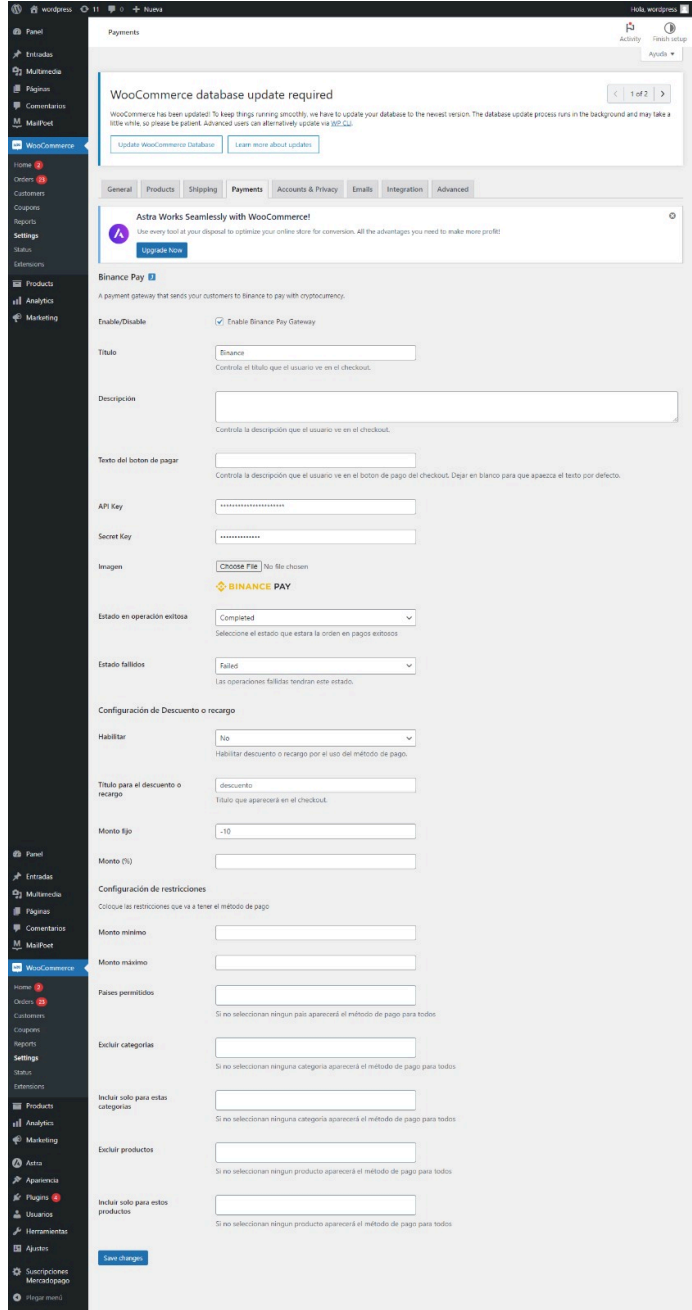 wordpress
11
0
+ Nueva
Hola, wordpress
Panel
Entradas
Multimedia
Páginas
Comentarios
MailPoet
WooCommerce
Home 2
Orders 23
Customers
Coupons
Reports
Settings
Status
Extensions
Products
Analytics
Marketing
Payments
Activity
Finish setup
Ayuda
WooCommerce database update required
1 of 2
WooCommerce has been updated! To keep things running smoothly, we have to update your database to the newest version. The database update process runs in the background and may take a
little while, so please be patient. Advanced users can alternatively update via WP CLI.
Update WooCommerce Database
Learn more about updates
General
Products
Shipping
Payments
Accounts & Privacy
Emails
Integration
Advanced
Astra Works Seamlessly with WooCommerce!
Use every tool at your disposal to optimize your online store for conversion. All the advantages you need to make more profit!
Upgrade Now
Binance Pay
A payment gateway that sends your customers to Binance to pay with cryptocurrency.
Enable/Disable
Enable Binance Pay Gateway
Título
Binance
Controla el título que el usuario ve en el checkout.
Descripción
Controla la descripción que el usuario ve en el checkout.
Texto del boton de pagar
Controla la descripción que el usuario ve en el boton de pago del checkout. Dejar en blanco para que apaezca el texto por defecto.
API Key
Secret Key
Imagen
Choose File No file chosen
BINANCE PAY
Estado en operación exitosa
Completed
Seleccione el estado que estara la orden en pagos exitosos
Estado fallidos
Failed
Las operaciones fallidas tendran este estado.
Configuración de Descuento o recargo
Habilitar
No
Habilitar descuento o recargo por el uso del método de pago.
Título para el descuento o
recargo
descuento
Título que aparecerá en el checkout.
Monto fijo
-10
Monto (%)
Configuración de restricciones
Coloque las restricciones que va a tener el método de pago
Monto minimo
Monto máximo
Paises permitidos
Si no seleccionan ningun país aparecerá el método de pago para todos
Excluir categorias
Si no seleccionan ninguna categoria aparecerá el método de pago para todos
Incluir solo para estas
categorias
Si no seleccionan ninguna categoría aparecerá el método de pago para todos
Excluir productos
Si no seleccionan ningun producto aparecerá el método de pago para todos
Incluir solo para estos
productos
Si no seleccionan ningun producto aparecerá el método de pago para todos
Save changes
Panel
Entradas
Multimedia
Páginas
Comentarios
MailPoet
WooCommerce
Home 2
Orders 23
Customers
Coupons
Reports
Settings
Status
Extensions
Products
Analytics
Marketing
Astra
Apariencia
Plugins 4
Usuarios
Herramientas
Ajustes
Suscripciones
Mercadopago
Plegar menú